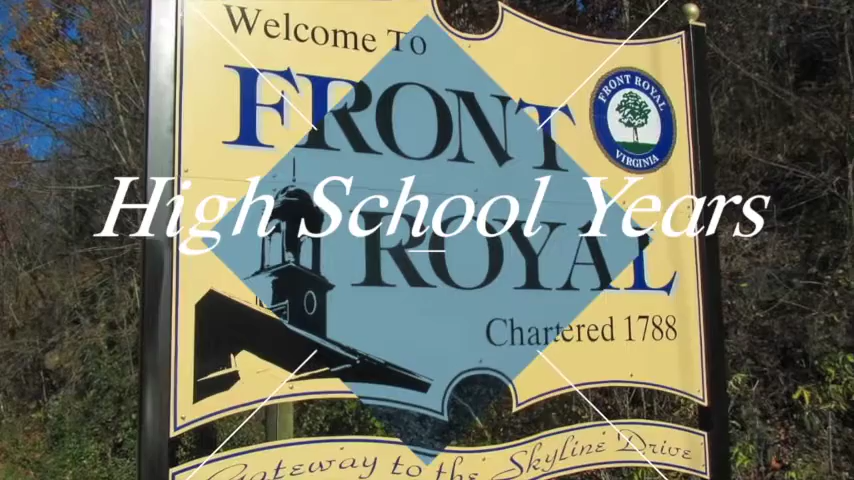 Welcome To
FRONT
FRONT ROYAL
VIRGINIA
High School Years
ROYAL
Chartered 1788
Gateway to the Skyline Drive